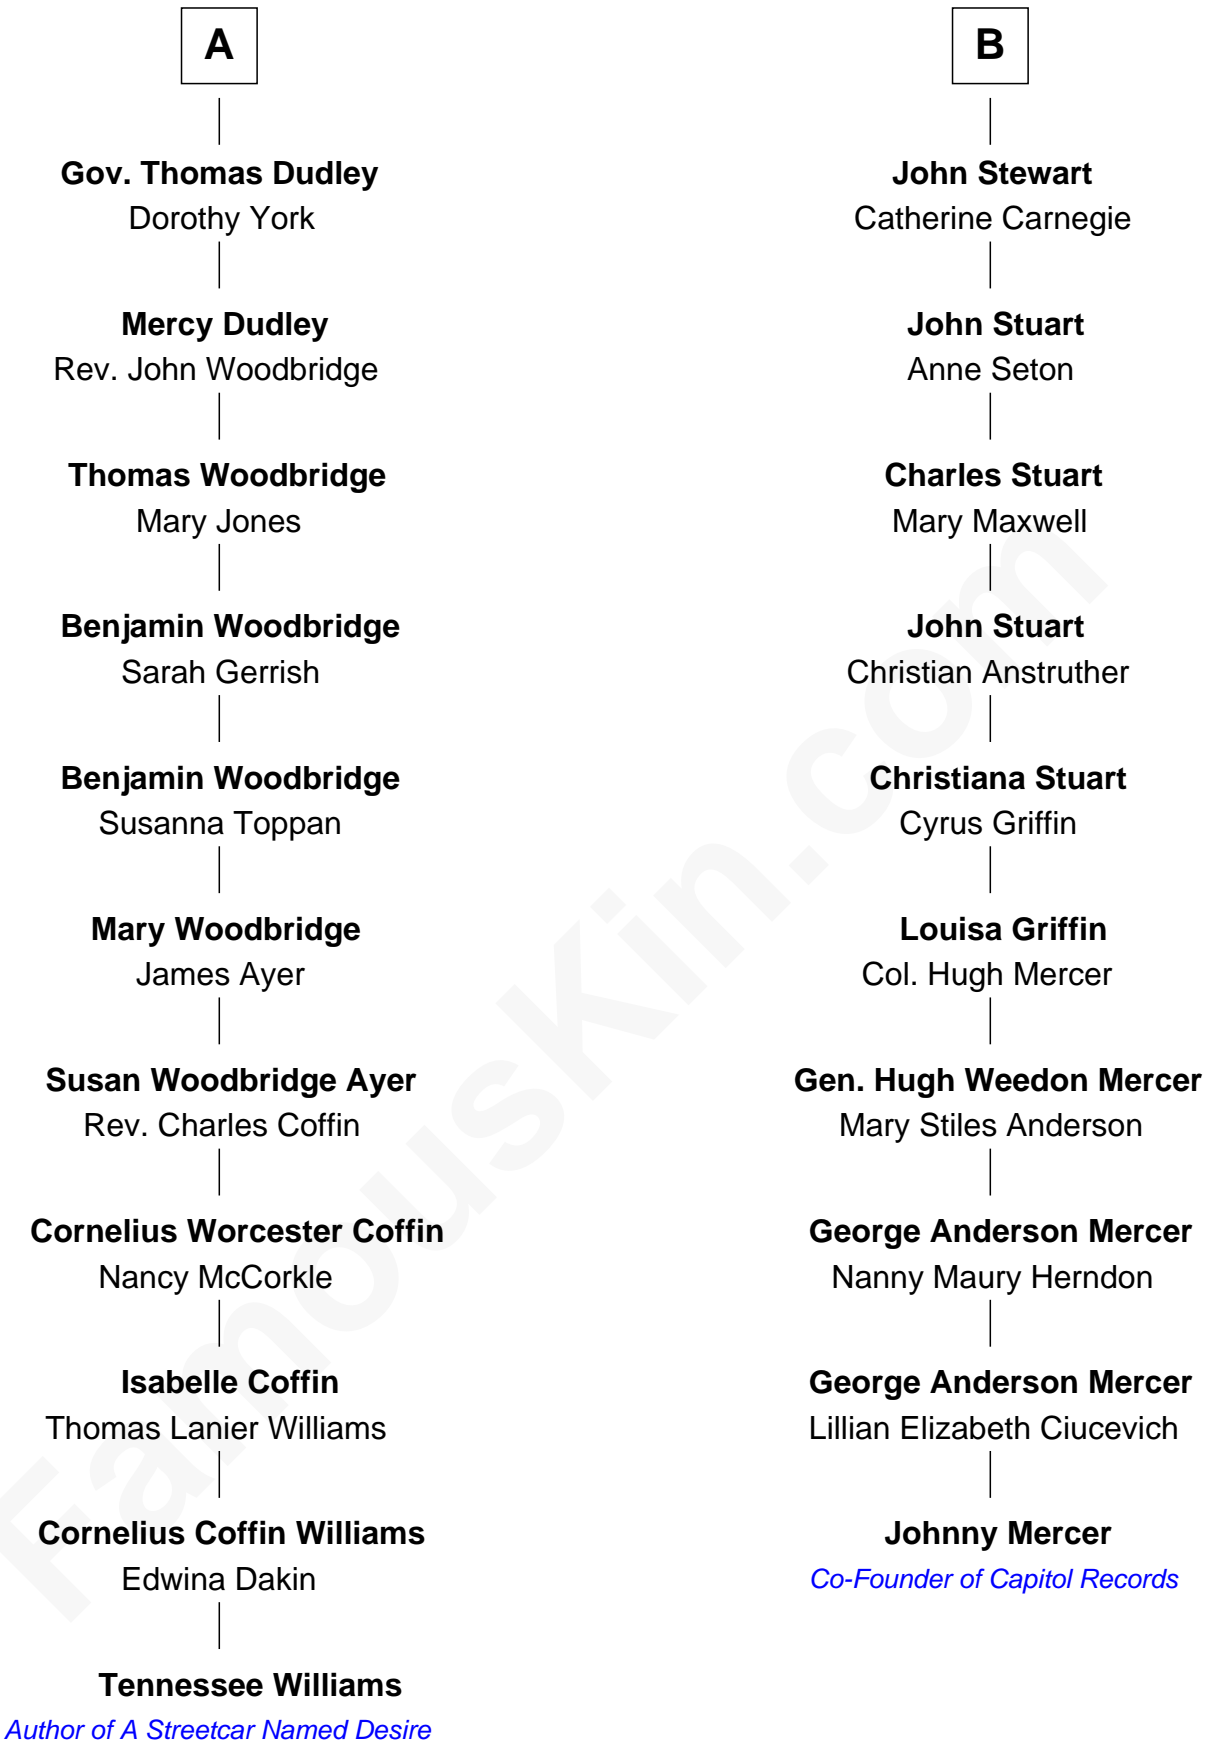 A
Gov. Thomas Dudley
Dorothy York
Mercy Dudley
Rev. John Woodbridge
Thomas Woodbridge
Mary Jones
Benjamin Woodbridge
Sarah Gerrish
Benjamin Woodbridge
Susanna Toppan
Mary Woodbridge
James Ayer
Susan Woodbridge Ayer
Rev. Charles Coffin
Cornelius Worcester Coffin
Nancy McCorkle
Isabelle Coffin
Thomas Lanier Williams
Cornelius Coffin Williams
Edwina Dakin
Tennessee Williams
Author of A Streetcar Named Desire
B
John Stewart
Catherine Carnegie
John Stuart
Anne Seton
Charles Stuart
Mary Maxwell
John Stuart
Christian Anstruther
Christiana Stuart
Cyrus Griffin
Louisa Griffin
Col. Hugh Mercer
Gen. Hugh Weedon Mercer
Mary Stiles Anderson
George Anderson Mercer
Nanny Maury Herndon
George Anderson Mercer
Lillian Elizabeth Ciucevich
Johnny Mercer
Co-Founder of Capitol Records
FamousKin.com